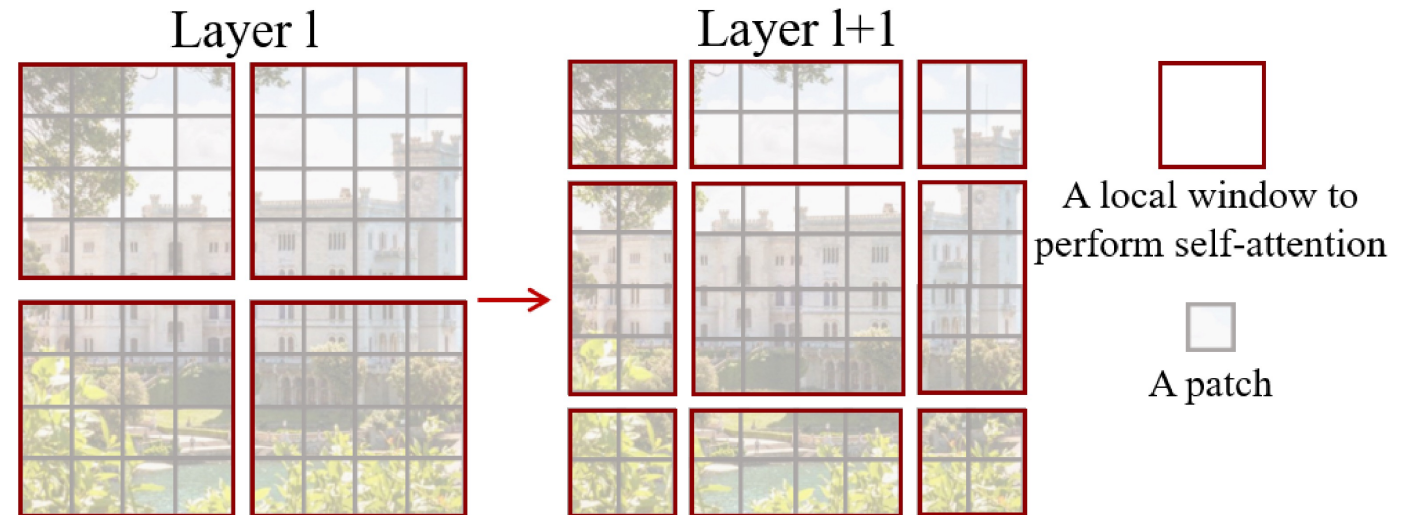 Layer l
Layer l+1
A local window to
perform self-attention
A patch